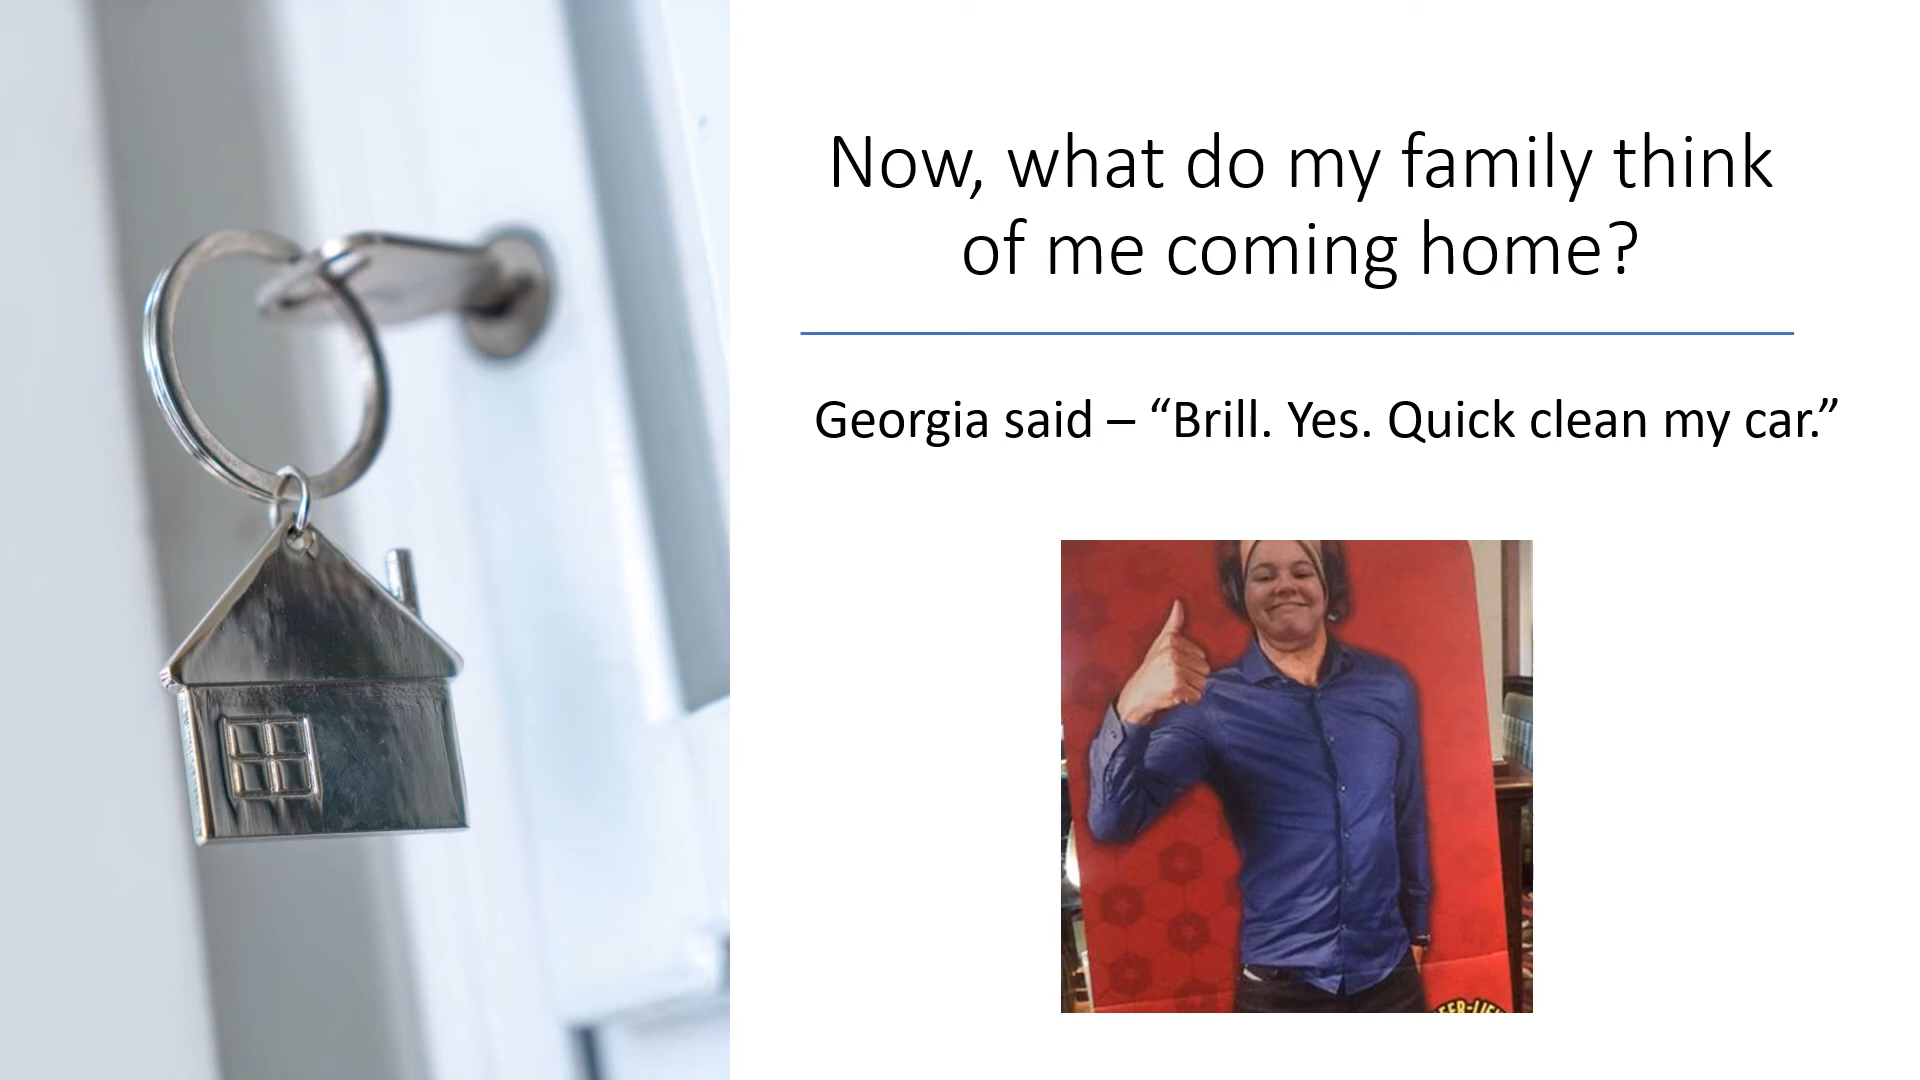 Now, what do my family think
of me coming home?
Georgia said – “Brill. Yes. Quick clean my car.”